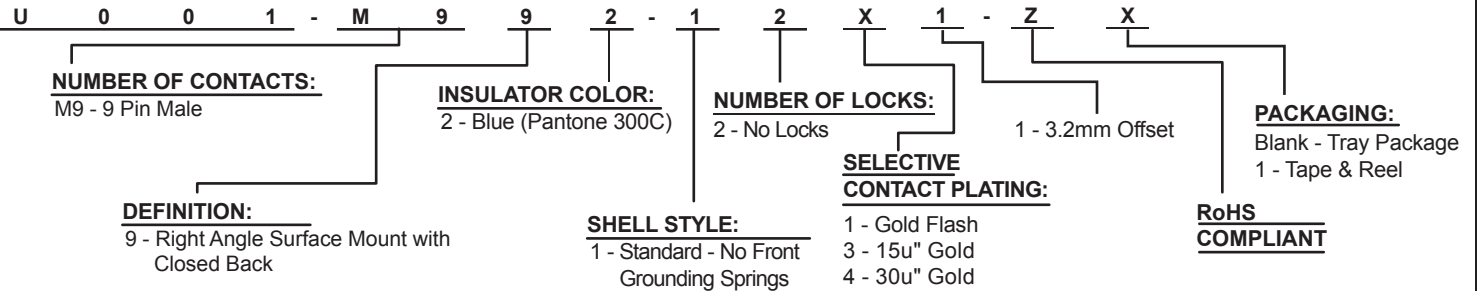 U 0 0 1 - M 9 9 2 - 1 2 X 1 - Z X
NUMBER OF CONTACTS:
M9 - 9 Pin Male
DEFINITION:
9 - Right Angle Surface Mount with
Closed Back
INSULATOR COLOR:
2 - Blue (Pantone 300C)
SHELL STYLE:
1 - Standard - No Front
Grounding Springs
NUMBER OF LOCKS:
2 - No Locks
SELECTIVE
CONTACT PLATING:
1 - Gold Flash
3 - 15u" Gold
4 - 30u" Gold
1 - 3.2mm Offset
RoHS
COMPLIANT
PACKAGING:
Blank - Tray Package
1 - Tape & Reel